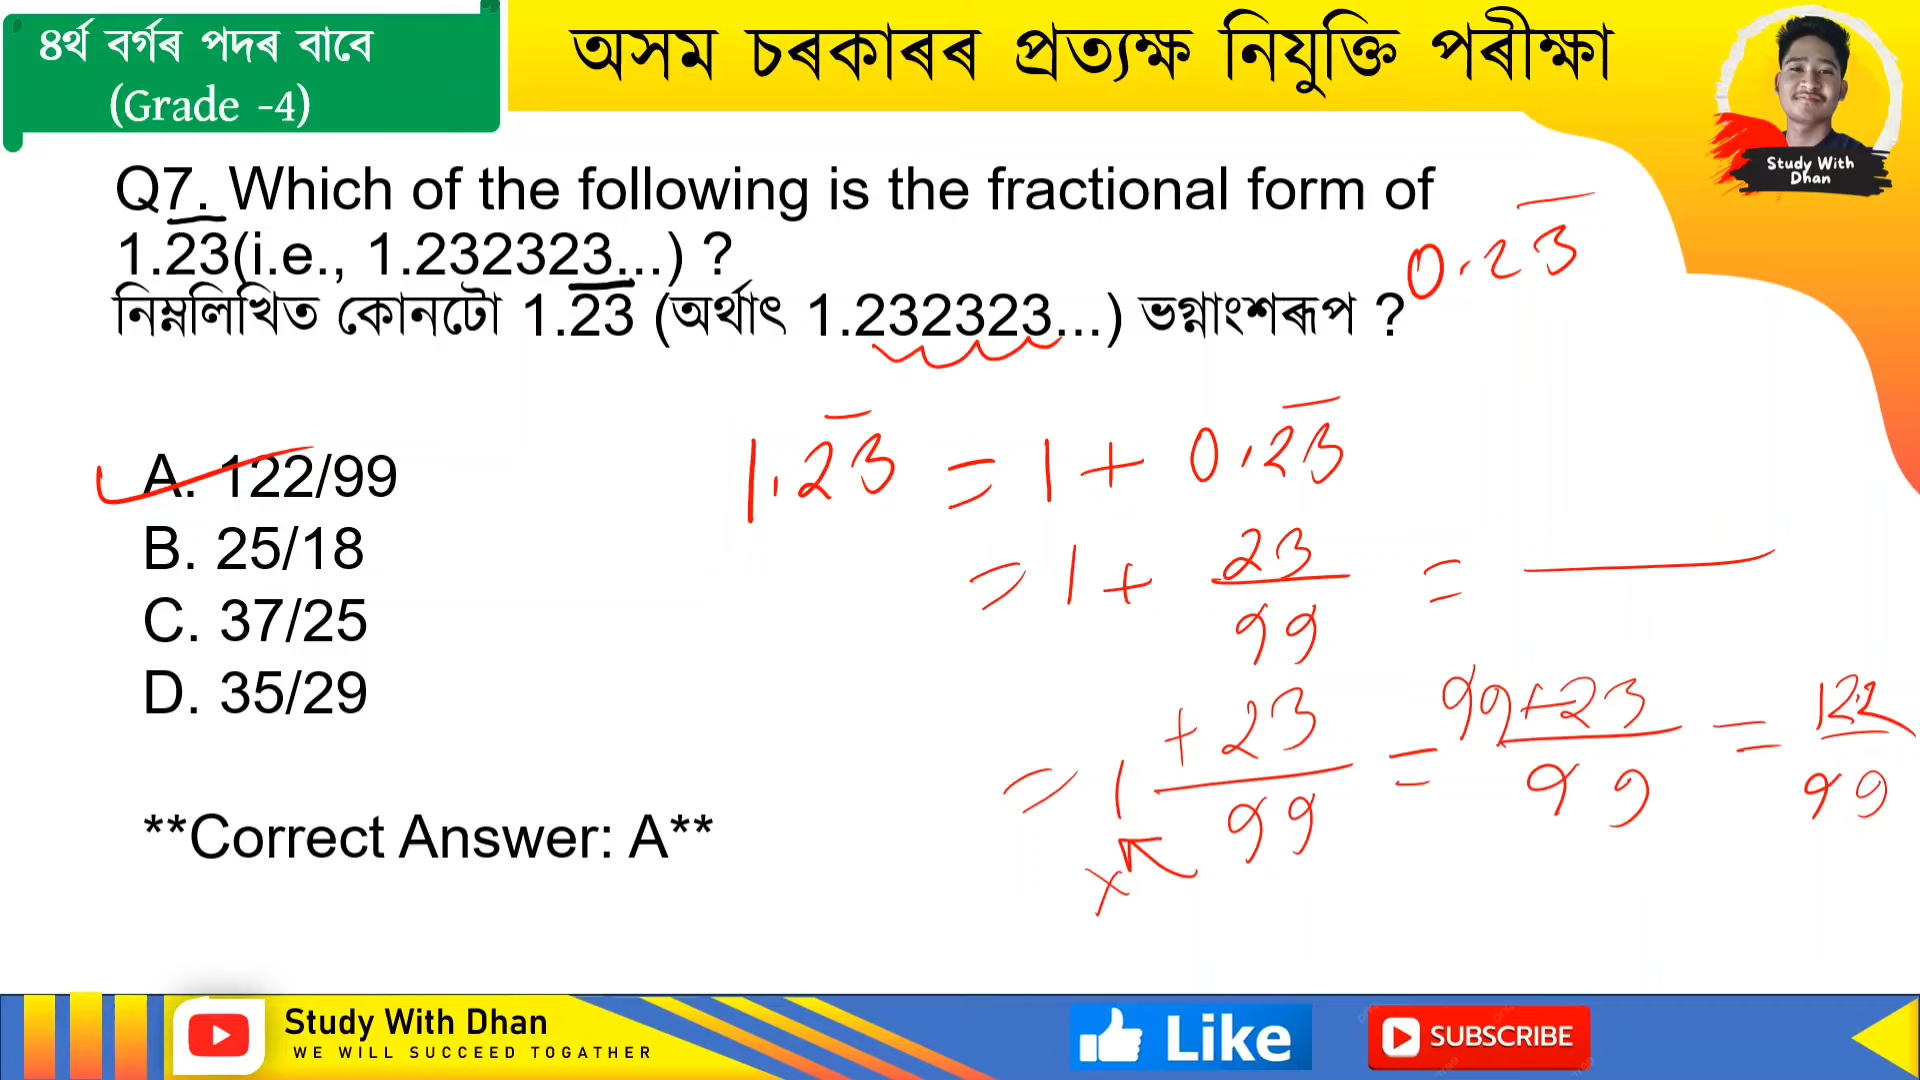 ৪ৰ্থ বৰ্গৰ পদৰ বাবে
(Grade -4)
অসম চৰকাৰৰ প্ৰত্যক্ষ নিযুক্তি পৰীক্ষা
Study With
Dhan
Q7. Which of the following is the fractional form of
1.23(i.e., 1.232323...) ?
0.23
নিম্নলিখিত কোনটো 1.23 (অৰ্থাৎ 1.232323...) ভগ্নাংশৰূপ ?
1.23 = 1 + 0.23
A. 122/99
B. 25/18
= 1 + 23/99 =
C. 37/25
D. 35/29
= 1 + 23/99 = 99+23/99 = 122/99
x
**Correct Answer: A**
Study With Dhan
WE WILL SUCCEED TOGATHER
Like
SUBSCRIBE